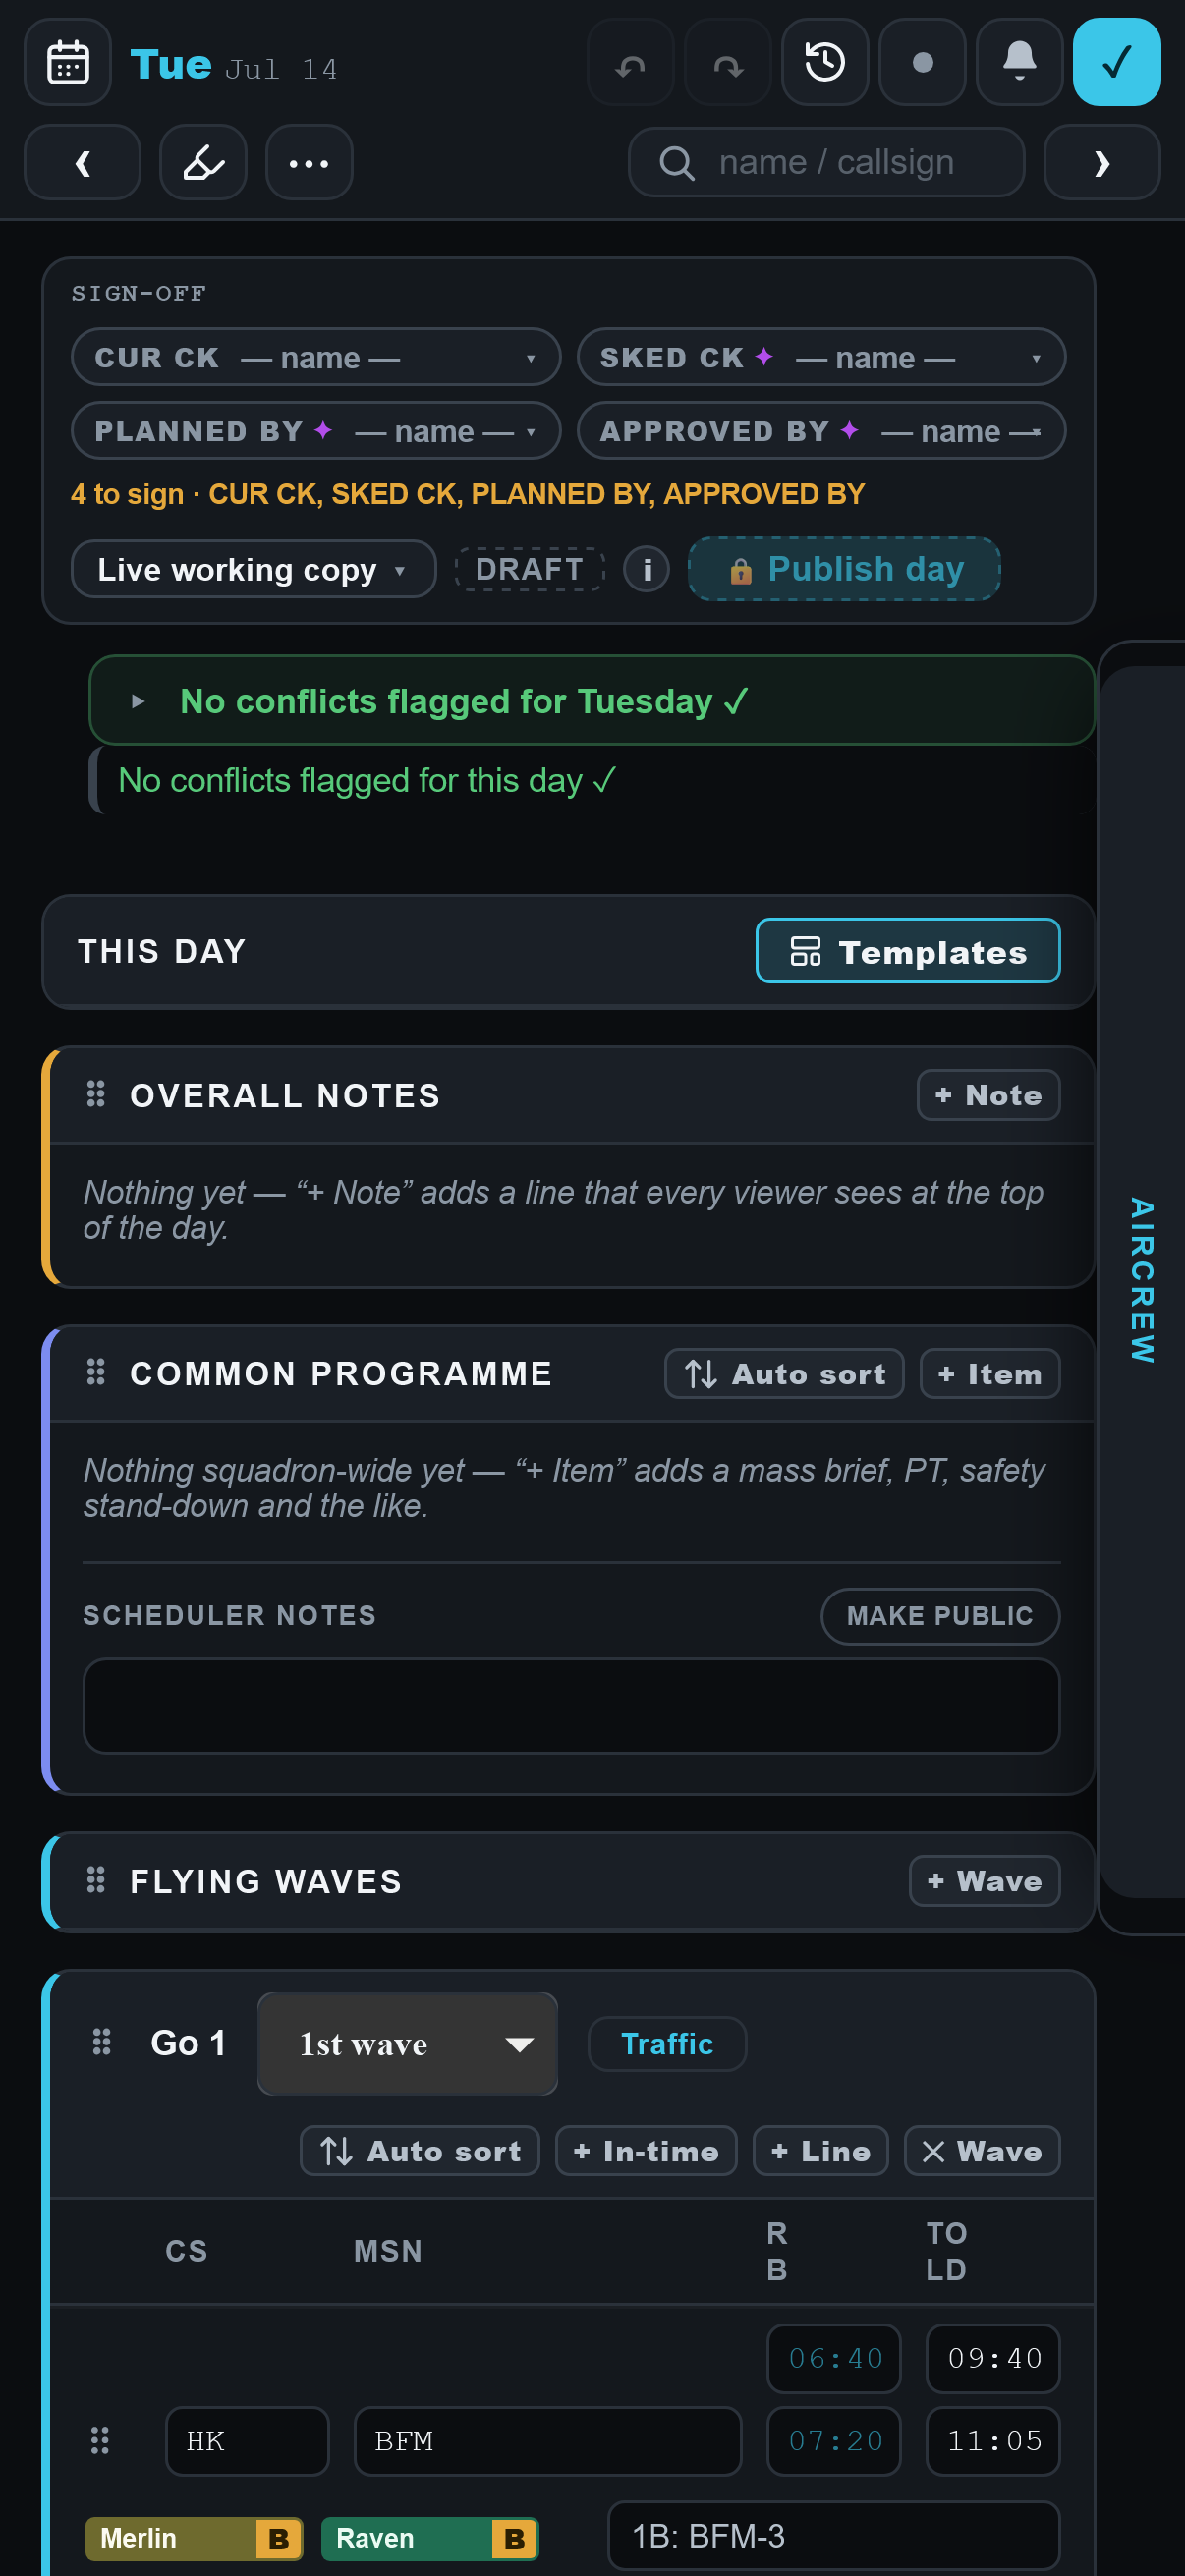 Tue Jul 14
name / callsign
SIGN-OFF
CUR CK — name —
SKED CK ✦ — name —
PLANNED BY ✦ — name —
APPROVED BY ✦ — name —
4 to sign · CUR CK, SKED CK, PLANNED BY, APPROVED BY
Live working copy DRAFT i Publish day
No conflicts flagged for Tuesday ✓
No conflicts flagged for this day ✓
THIS DAY Templates
AIRCREW
OVERALL NOTES + Note
Nothing yet — “+ Note” adds a line that every viewer sees at the top
of the day.
COMMON PROGRAMME Auto sort + Item
Nothing squadron-wide yet — “+ Item” adds a mass brief, PT, safety
stand-down and the like.
SCHEDULER NOTES MAKE PUBLIC
FLYING WAVES + Wave
Go 1 1st wave Traffic
Auto sort + In-time + Line × Wave
CS MSN R TO
B LD
06:40 09:40
HK BFM 07:20 11:05
Merlin B Raven B 1B: BFM-3